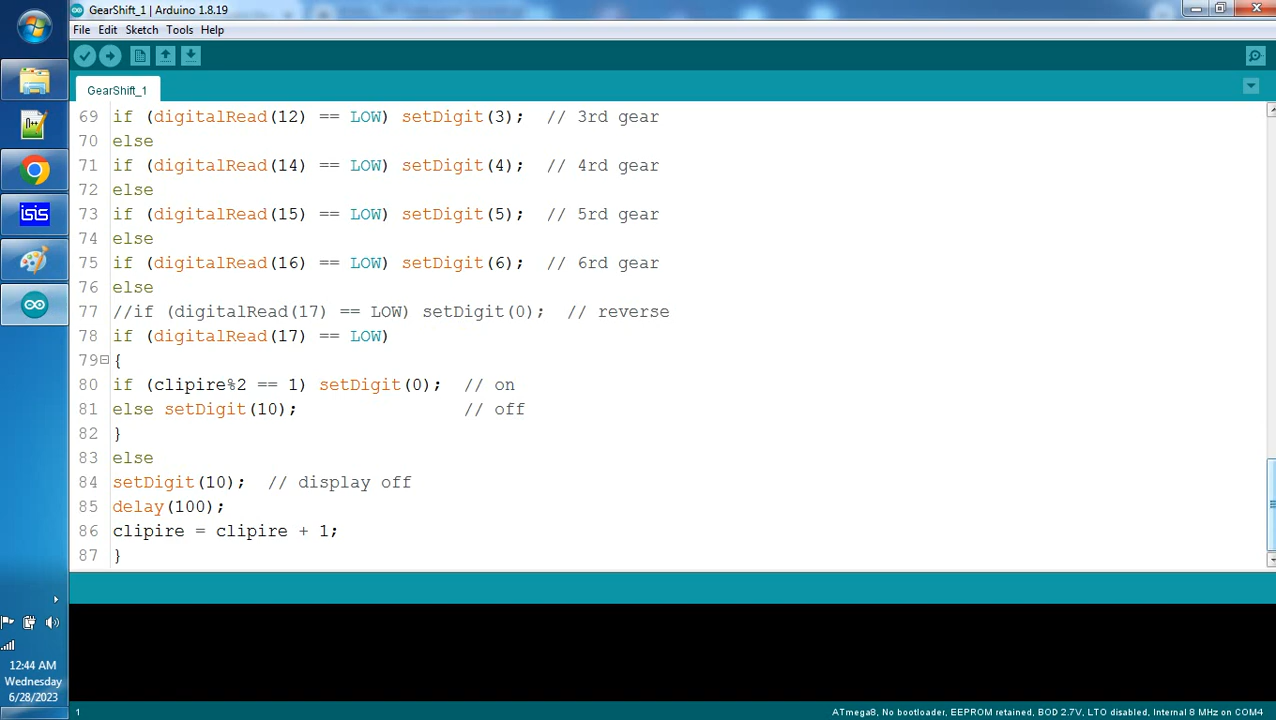 GearShift_1 | Arduino 1.8.19
File Edit Sketch Tools Help
GearShift_1
69 if (digitalRead(12) == LOW) setDigit(3);  // 3rd gear
70 else
71 if (digitalRead(14) == LOW) setDigit(4);  // 4rd gear
72 else
73 if (digitalRead(15) == LOW) setDigit(5);  // 5rd gear
74 else
75 if (digitalRead(16) == LOW) setDigit(6);  // 6rd gear
76 else
77 //if (digitalRead(17) == LOW) setDigit(0);  // reverse
78 if (digitalRead(17) == LOW)
79 {
80 if (clipire%2 == 1) setDigit(0);  // on
81 else setDigit(10);                // off
82 }
83 else
84 setDigit(10);  // display off
85 delay(100);
86 clipire = clipire + 1;
87 }
isis
12:44 AM
Wednesday
6/28/2023
1
ATmega8, No bootloader, EEPROM retained, BOD 2.7V, LTO disabled, Internal 8 MHz on COM4